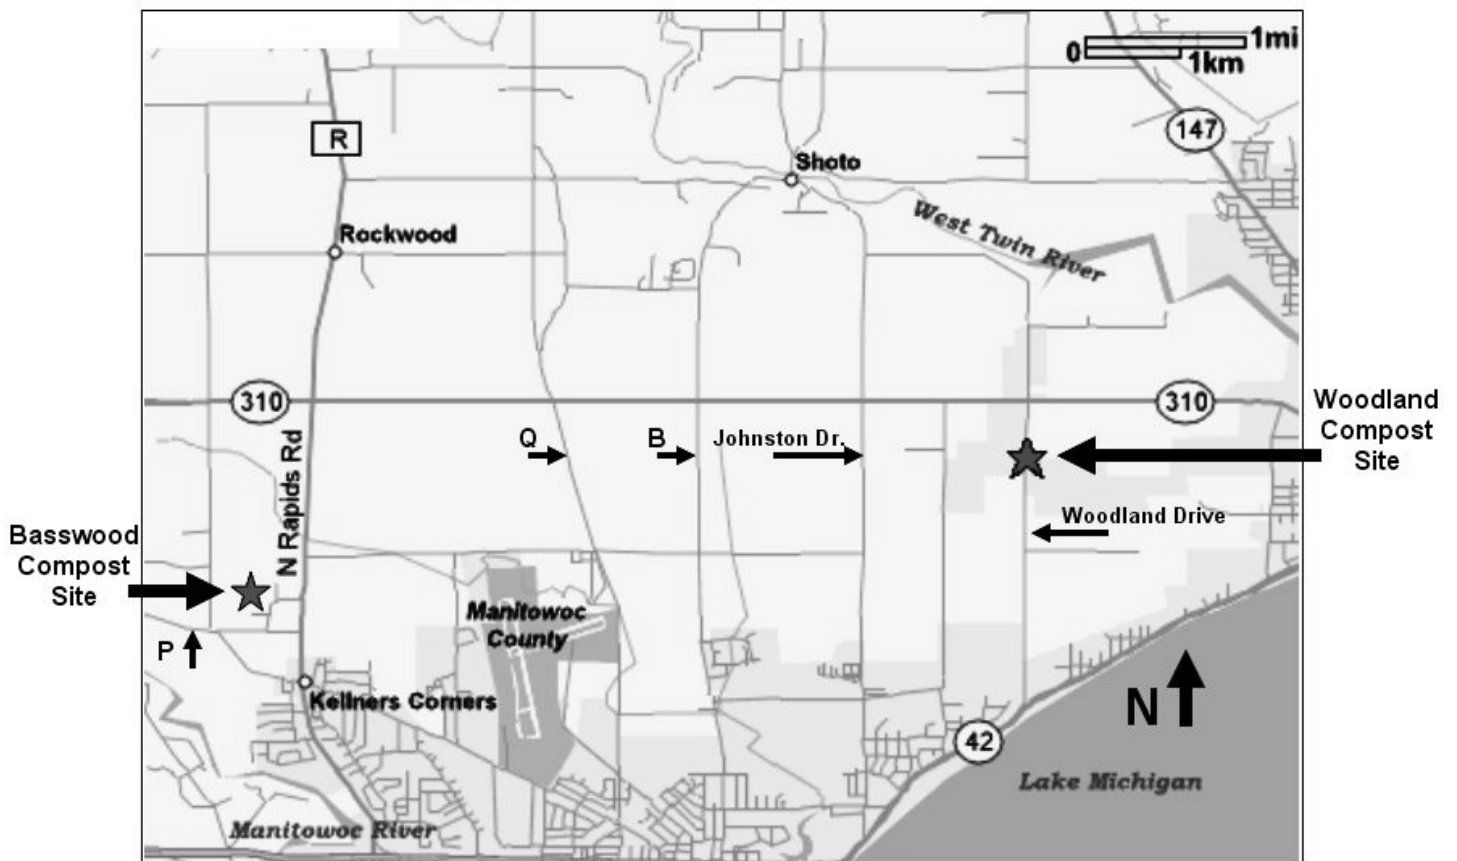 0
1mi
1km
R
147
Shoto
West Twin River
Rockwood
310
310
Woodland
Compost
Site
Q
B
Johnston Dr.
N Rapids Rd
Woodland Drive
Basswood
Compost
Site
Manitowoc
County
P
Kellners Corners
N
42
Lake Michigan
Manitowoc River